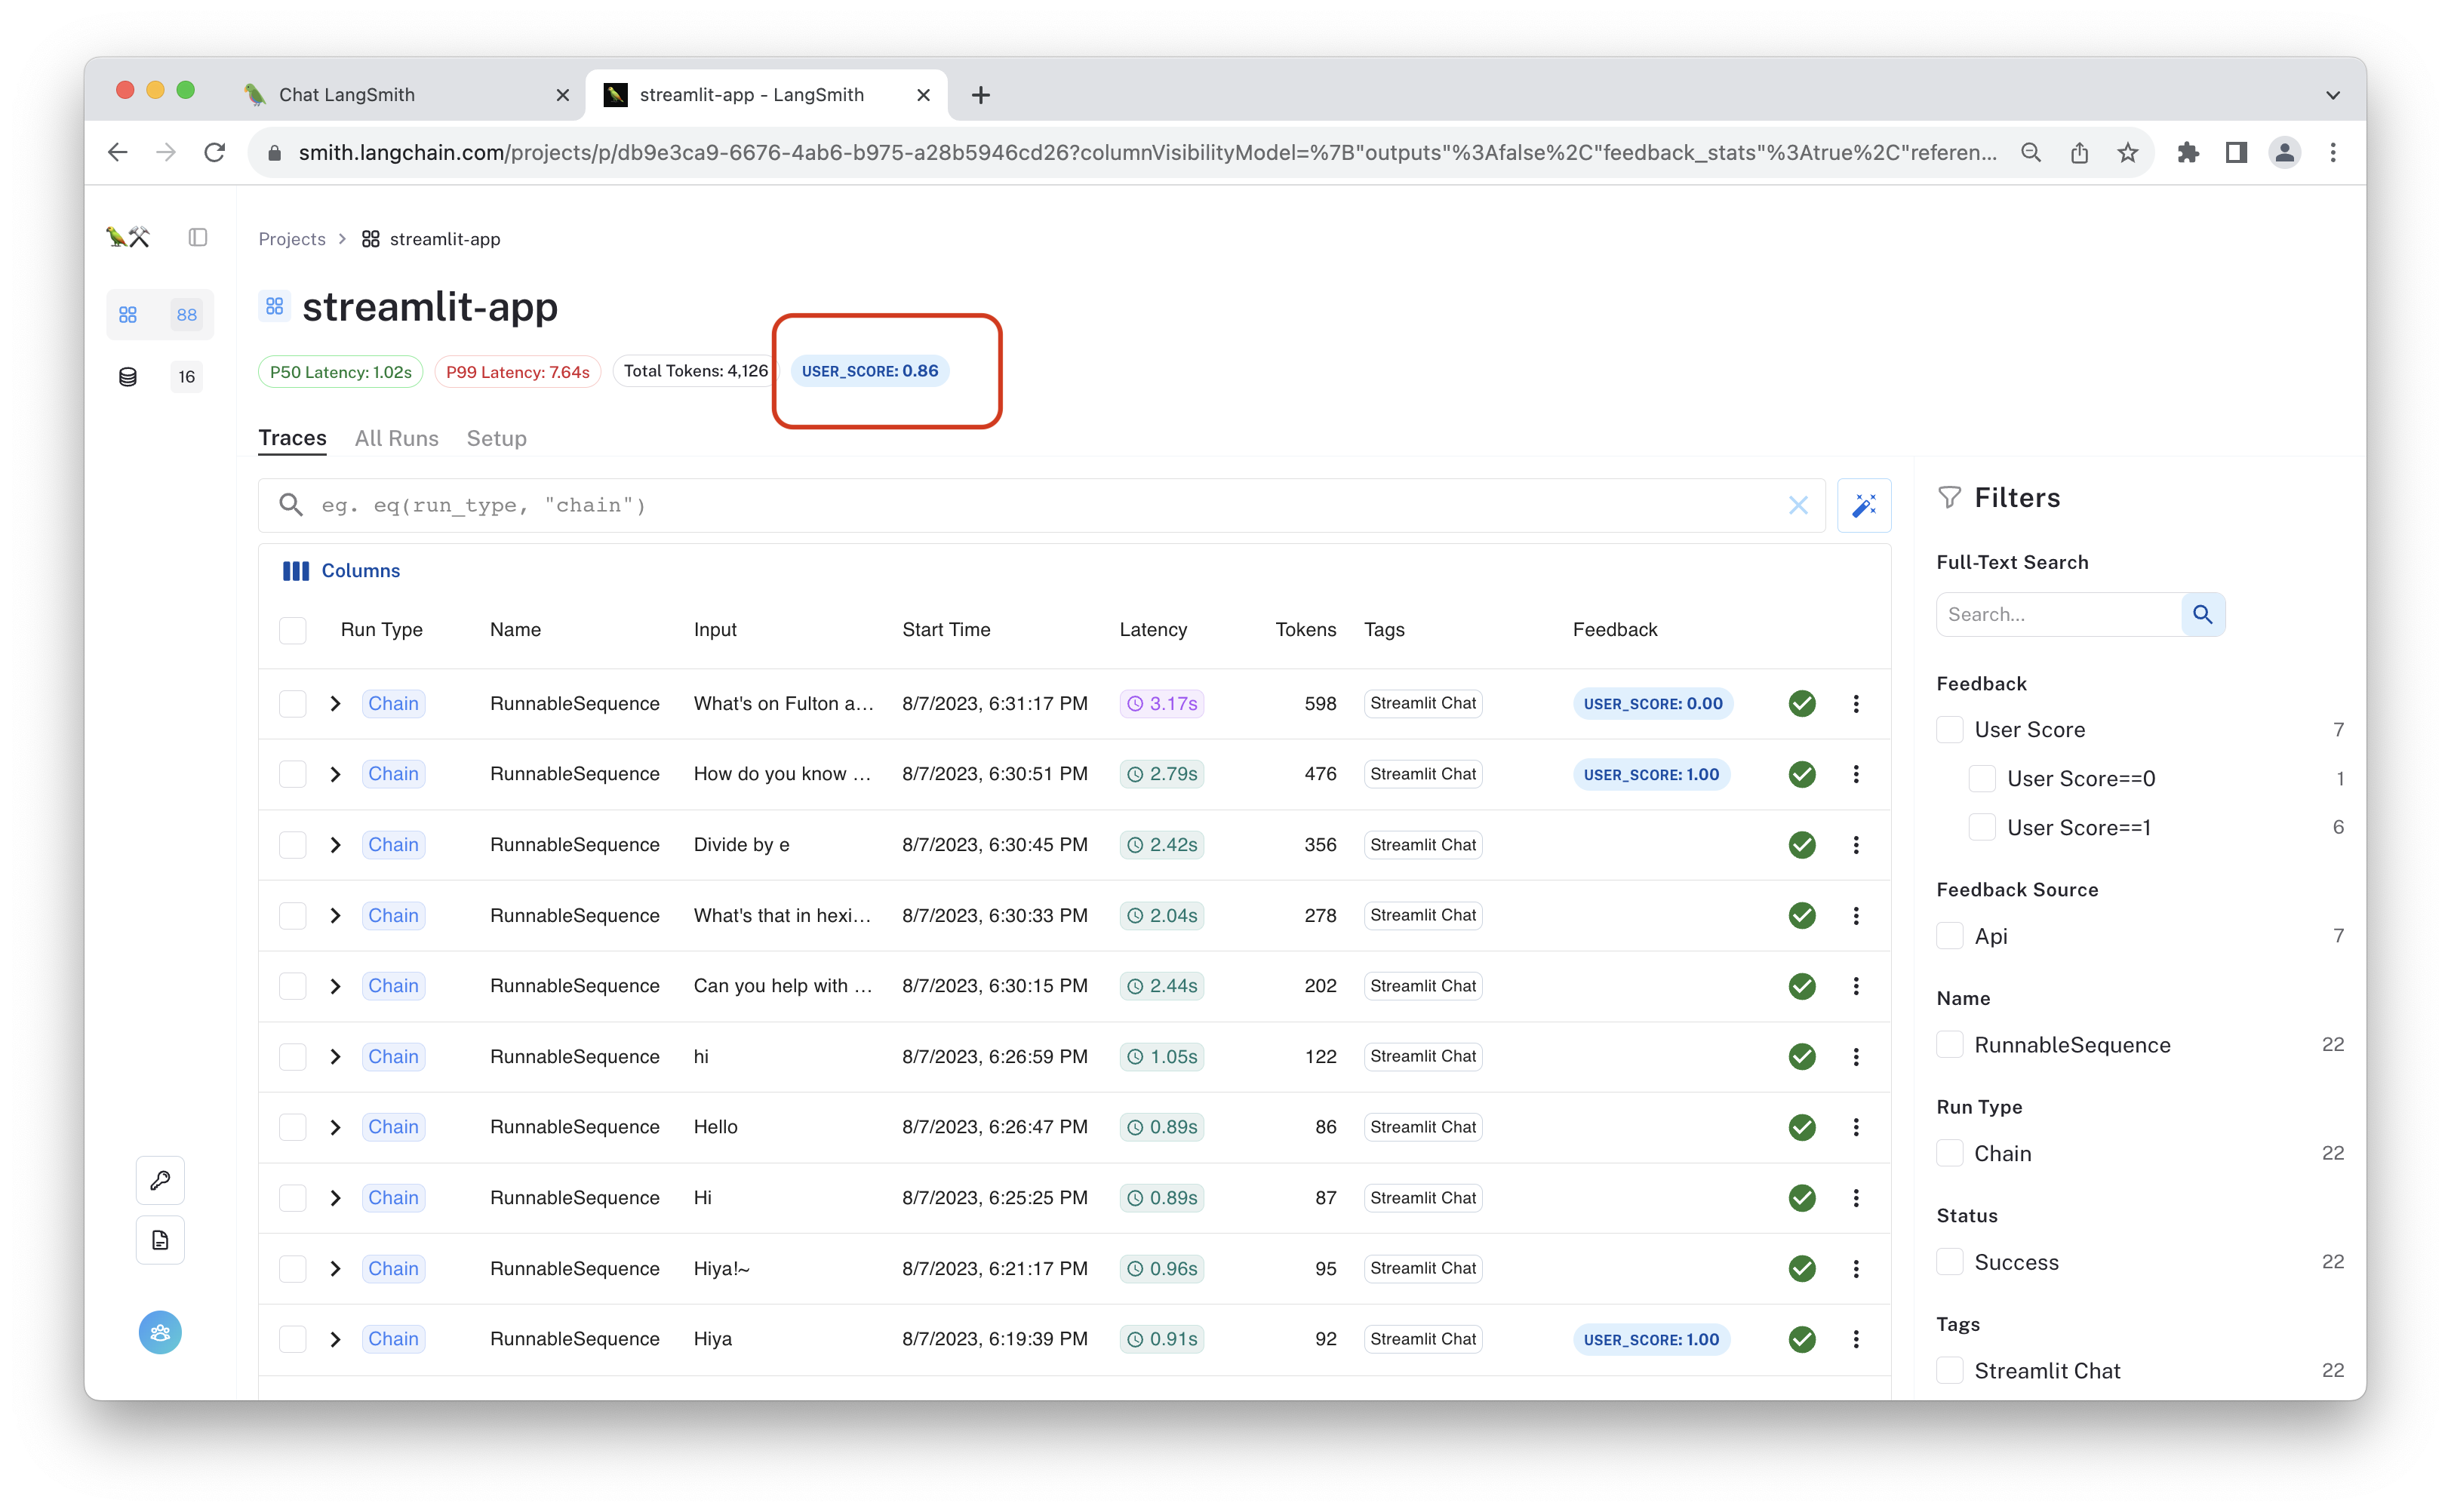 Chat LangSmith
streamlit-app - LangSmith
smith.langchain.com/projects/p/db9e3ca9-6676-4ab6-b975-a28b5946cd26?columnVisibilityModel=%7B"outputs"%3Afalse%2C"feedback_stats"%3Atrue%2C"referen...
Projects > streamlit-app
88
streamlit-app
16
P50 Latency: 1.02s P99 Latency: 7.64s Total Tokens: 4,126 USER_SCORE: 0.86
Traces All Runs Setup
eg. eq(run_type, "chain")
Columns
Run Type Name Input Start Time Latency Tokens Tags Feedback
Chain RunnableSequence What's on Fulton a... 8/7/2023, 6:31:17 PM 3.17s 598 Streamlit Chat USER_SCORE: 0.00
Chain RunnableSequence How do you know ... 8/7/2023, 6:30:51 PM 2.79s 476 Streamlit Chat USER_SCORE: 1.00
Chain RunnableSequence Divide by e 8/7/2023, 6:30:45 PM 2.42s 356 Streamlit Chat
Chain RunnableSequence What's that in hexi... 8/7/2023, 6:30:33 PM 2.04s 278 Streamlit Chat
Chain RunnableSequence Can you help with ... 8/7/2023, 6:30:15 PM 2.44s 202 Streamlit Chat
Chain RunnableSequence hi 8/7/2023, 6:26:59 PM 1.05s 122 Streamlit Chat
Chain RunnableSequence Hello 8/7/2023, 6:26:47 PM 0.89s 86 Streamlit Chat
Chain RunnableSequence Hi 8/7/2023, 6:25:25 PM 0.89s 87 Streamlit Chat
Chain RunnableSequence Hiya!~ 8/7/2023, 6:21:17 PM 0.96s 95 Streamlit Chat
Chain RunnableSequence Hiya 8/7/2023, 6:19:39 PM 0.91s 92 Streamlit Chat USER_SCORE: 1.00
Filters
Full-Text Search
Search...
Feedback
User Score 7
User Score==0 1
User Score==1 6
Feedback Source
Api 7
Name
RunnableSequence 22
Run Type
Chain 22
Status
Success 22
Tags
Streamlit Chat 22